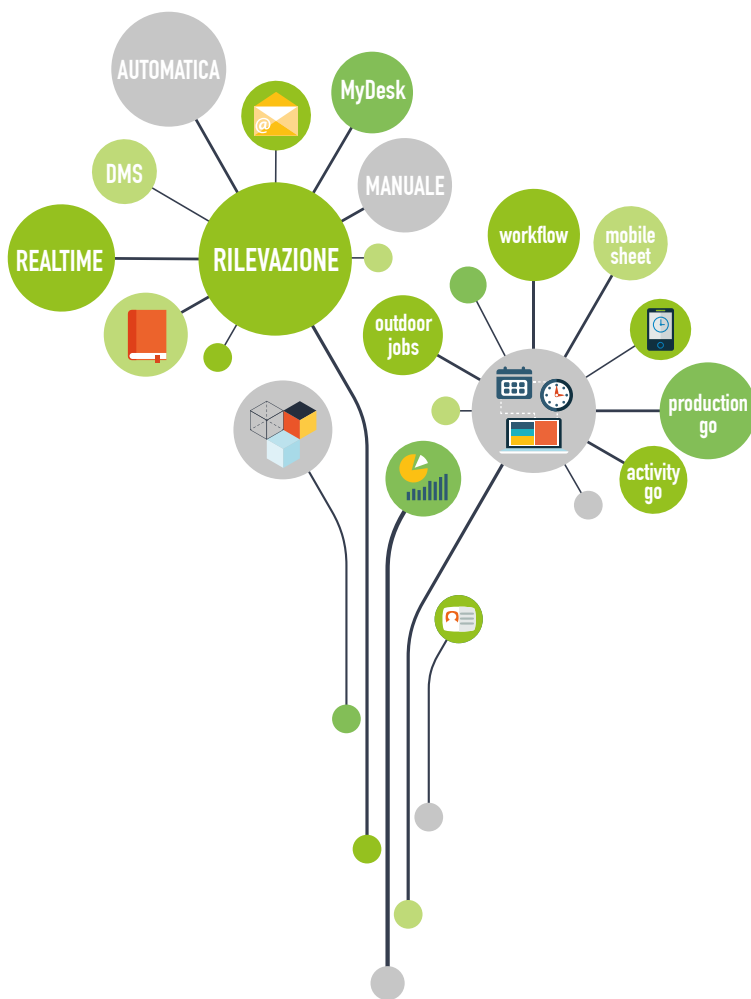 AUTOMATICA
MyDesk
@
DMS
MANUALE
REALTIME
RILEVAZIONE
workflow
mobile
sheet
outdoor
jobs
production
go
activity
go